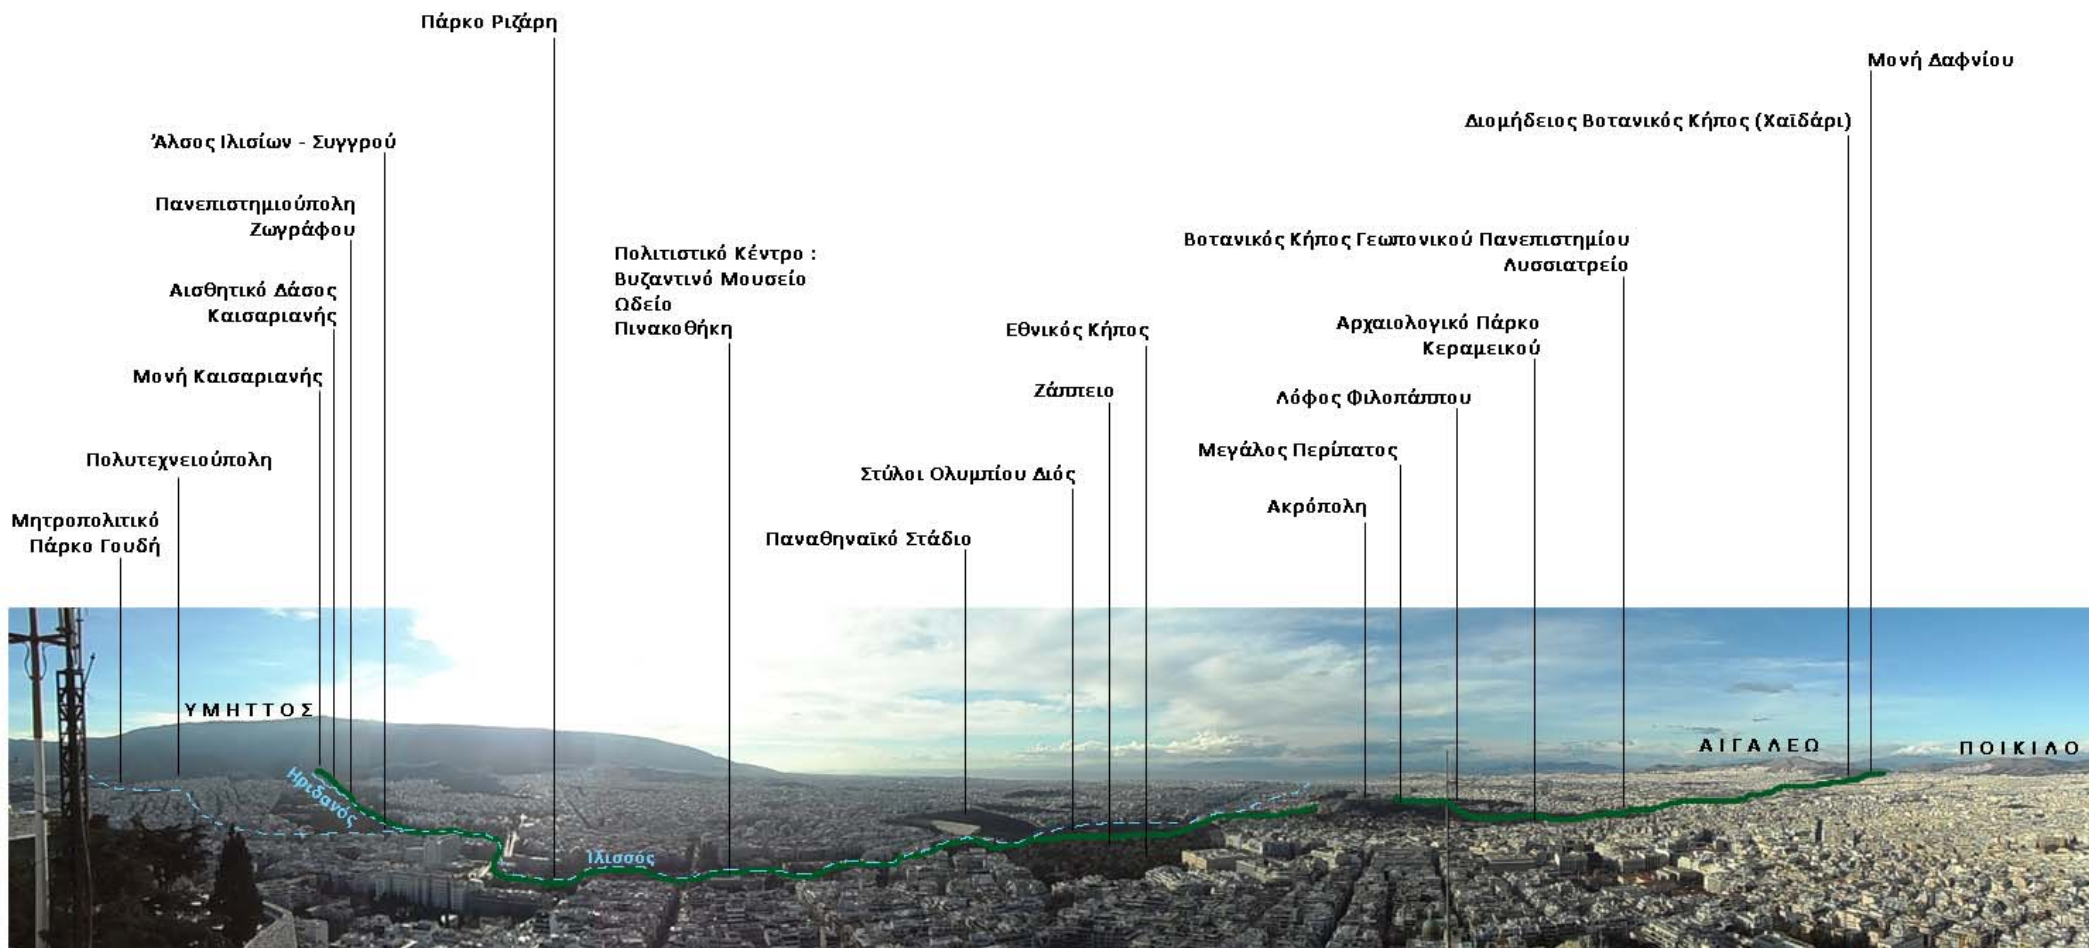 Πάρκο Ριζάρη
Μονή Δαφνίου
Διομήδειος Βοτανικός Κήπος (Χαϊδάρι)
Άλσος Ιλισίων - Συγγρού
Πανεπιστημιούπολη
Ζωγράφου
Βοτανικός Κήπος Γεωπονικού Πανεπιστημίου
Λυσσιατρείο
Πολιτιστικό Κέντρο :
Βυζαντινό Μουσείο
Ωδείο
Πινακοθήκη
Αισθητικό Δάσος
Καισαριανής
Εθνικός Κήπος
Αρχαιολογικό Πάρκο
Κεραμεικού
Μονή Καισαριανής
Ζάππειο
Λόφος Φιλοπάππου
Πολυτεχνειούπολη
Στύλοι Ολυμπίου Διός
Μεγάλος Περίπατος
Μητροπολιτικό
Πάρκο Γουδή
Παναθηναϊκό Στάδιο
Ακρόπολη
ΥΜΗΤΤΟΣ
ΑΙΓΑΛΕΩ
ΠΟΙΚΙΛΟ
Ηριδανός
Ιλισσός